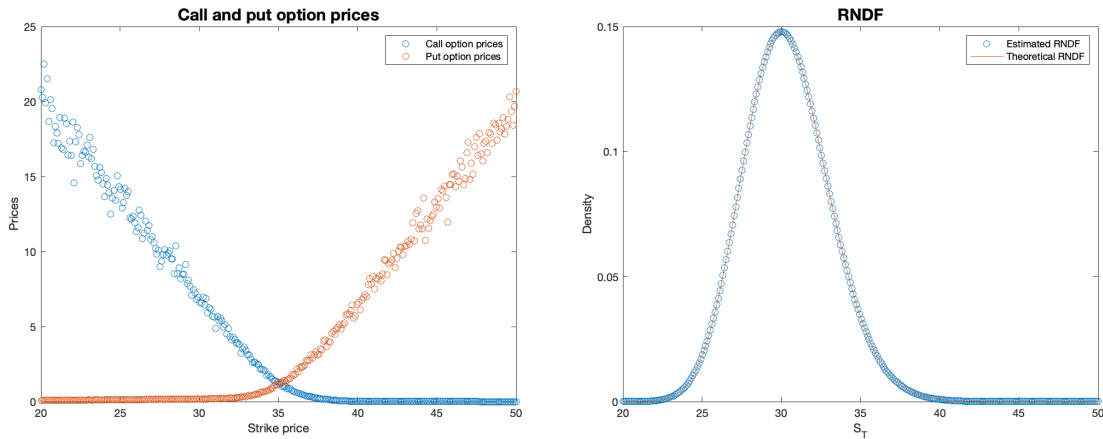 Call and put option prices
25
20
15
10
5
0
Prices
Call option prices
Put option prices
20 25 30 35 40 45 50
Strike price
RNDF
0.15
0.1
0.05
0
Density
Estimated RNDF
Theoretical RNDF
20 25 30 35 40 45 50
S_T